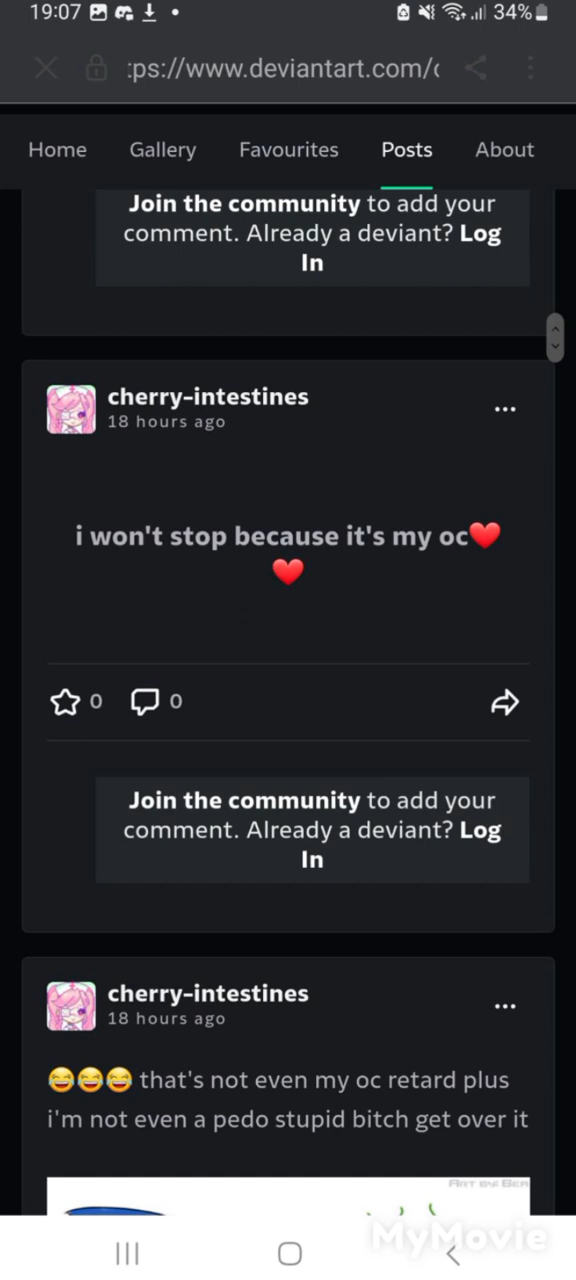 19:07 34%
:ps://www.deviantart.com/c
Home Gallery Favourites Posts About
Join the community to add your
comment. Already a deviant? Log
In
cherry-intestines
18 hours ago
i won't stop because it's my oc❤️
❤️
0 0
Join the community to add your
comment. Already a deviant? Log
In
cherry-intestines
18 hours ago
😂😂😂 that's not even my oc retard plus
i'm not even a pedo stupid bitch get over it
ART BY: BER
MyMovie